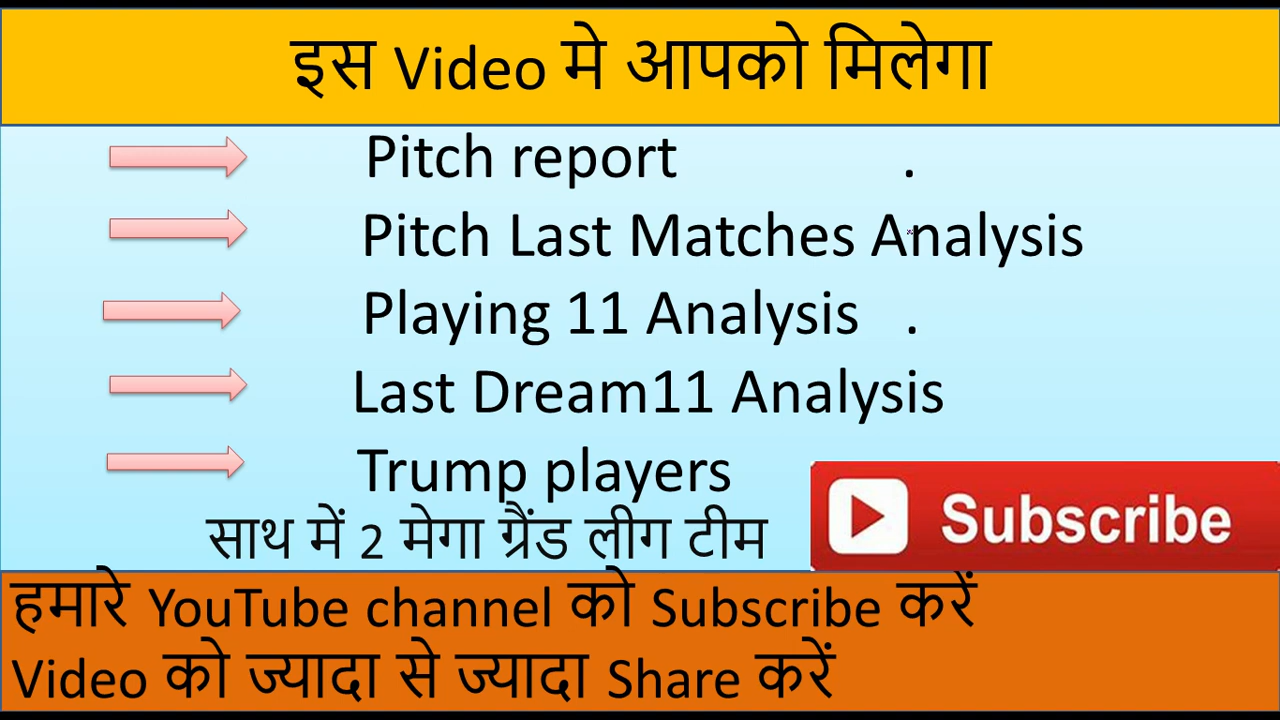 इस Video मे आपको मिलेगा
Pitch report .
Pitch Last Matches Analysis
Playing 11 Analysis .
Last Dream11 Analysis
Trump players
साथ में 2 मेगा ग्रैंड लीग टीम
Subscribe
हमारे YouTube channel को Subscribe करें
Video को ज्यादा से ज्यादा Share करें